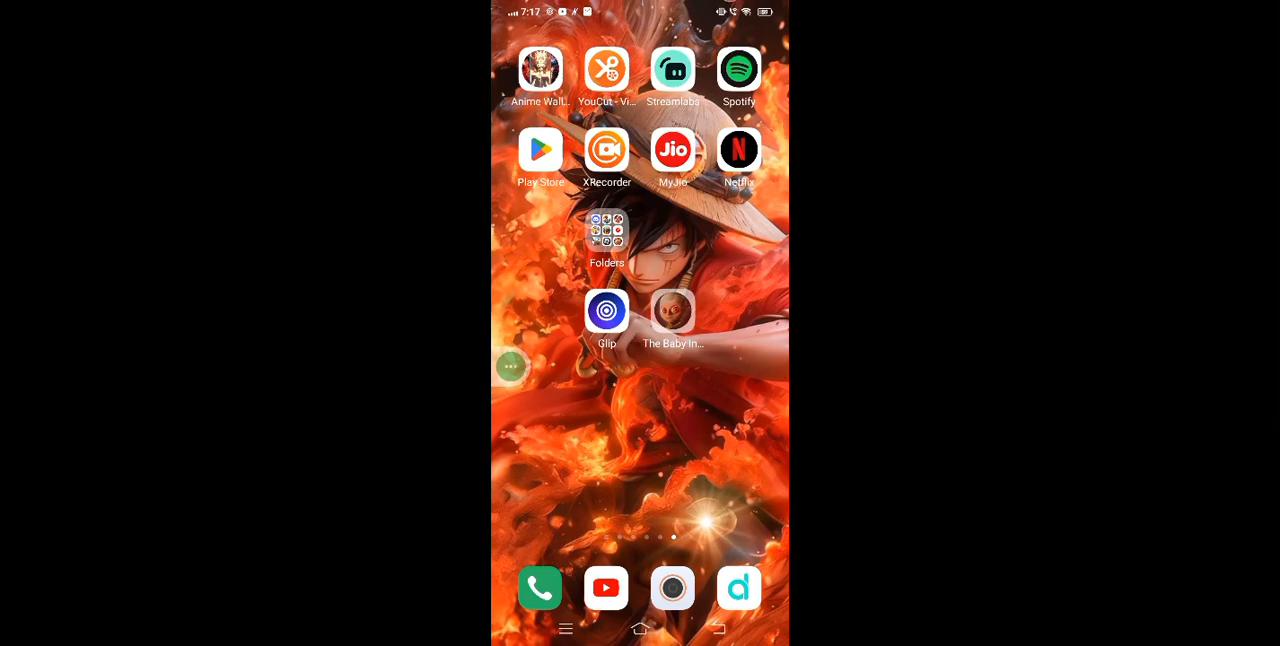 7:17
Anime Wall... YouCut - Vi... Streamlabs Spotify
Jio
Play Store XRecorder MyJio Netflix
Folders
Glip The Baby In...